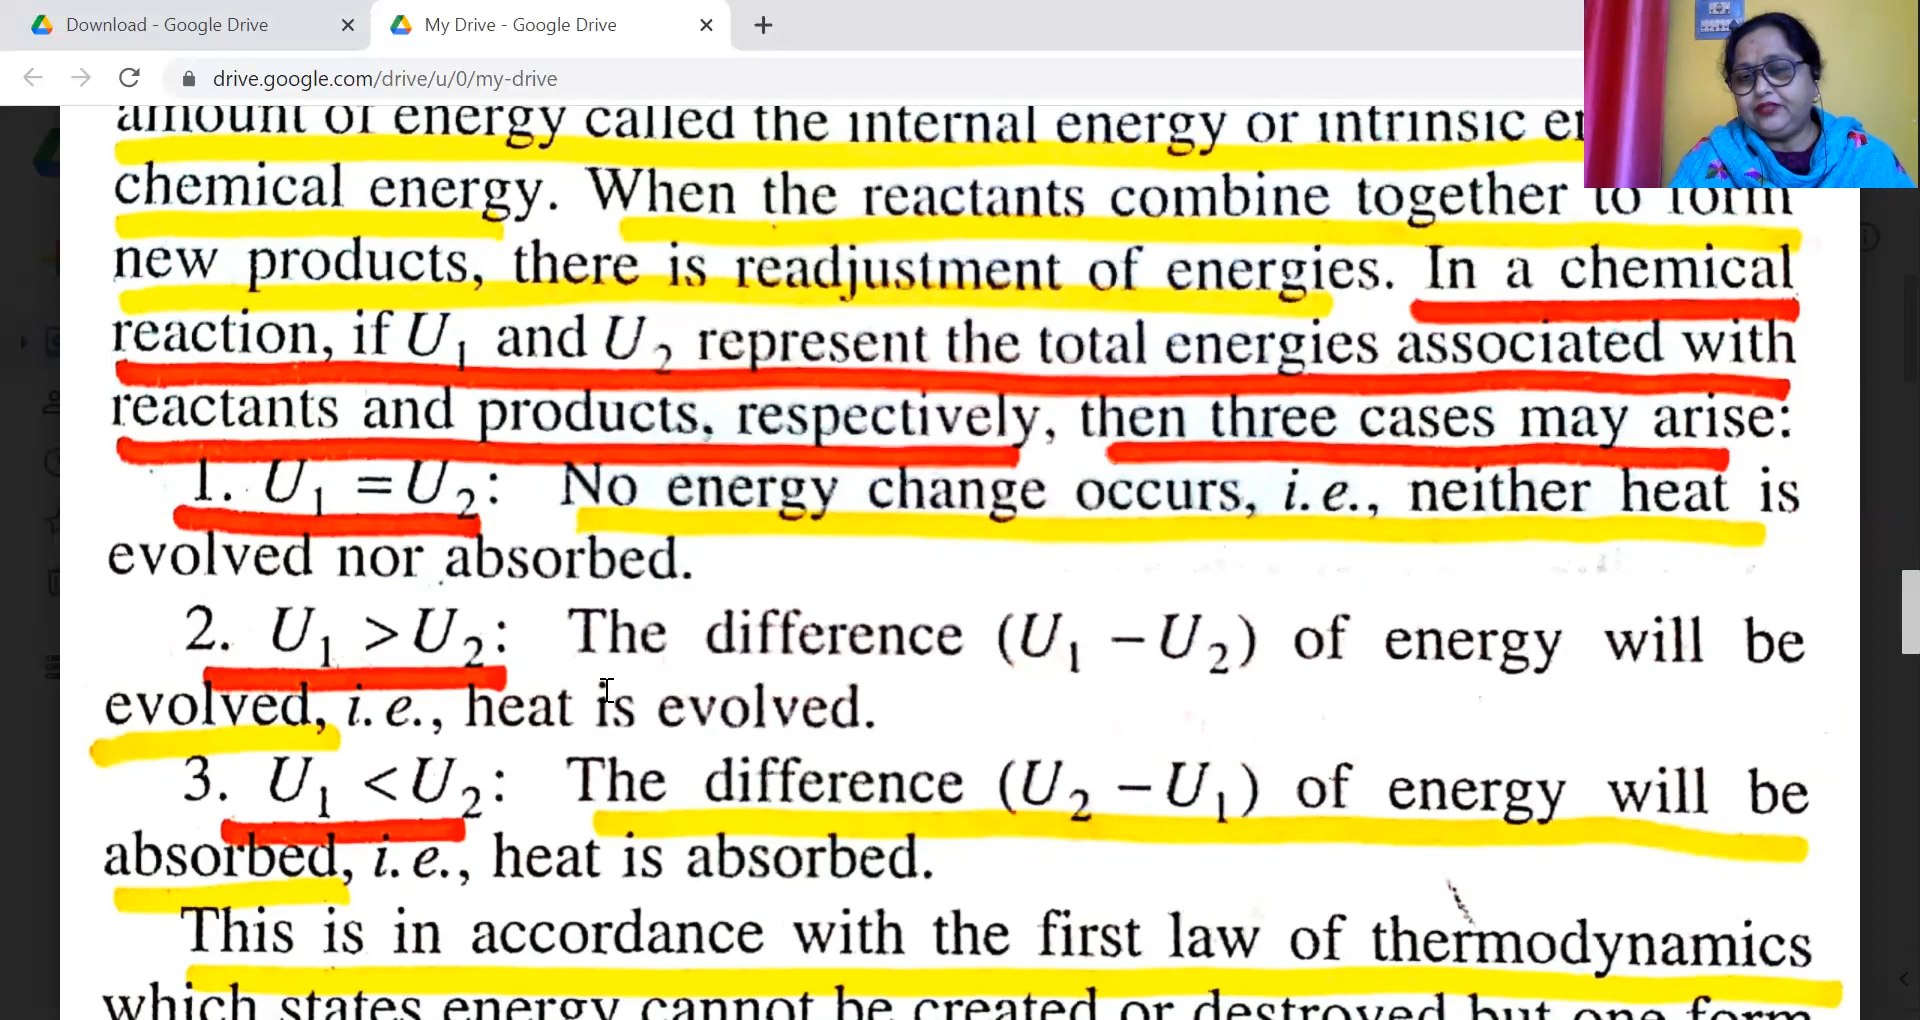 Download - Google Drive
My Drive - Google Drive
drive.google.com/drive/u/0/my-drive
amount of energy called the internal energy or intrinsic
chemical energy. When the reactants combine together to form
new products, there is readjustment of energies. In a chemical
reaction, if U₁ and U₂ represent the total energies associated with
reactants and products, respectively, then three cases may arise:
1. U₁ = U₂: No energy change occurs, i.e., neither heat is
evolved nor absorbed.
2. U₁ > U₂: The difference (U₁ − U₂) of energy will be
evolved, i.e., heat is evolved.
3. U₁ < U₂: The difference (U₂ − U₁) of energy will be
absorbed, i.e., heat is absorbed.
This is in accordance with the first law of thermodynamics
which states energy cannot be created or destroyed but one form